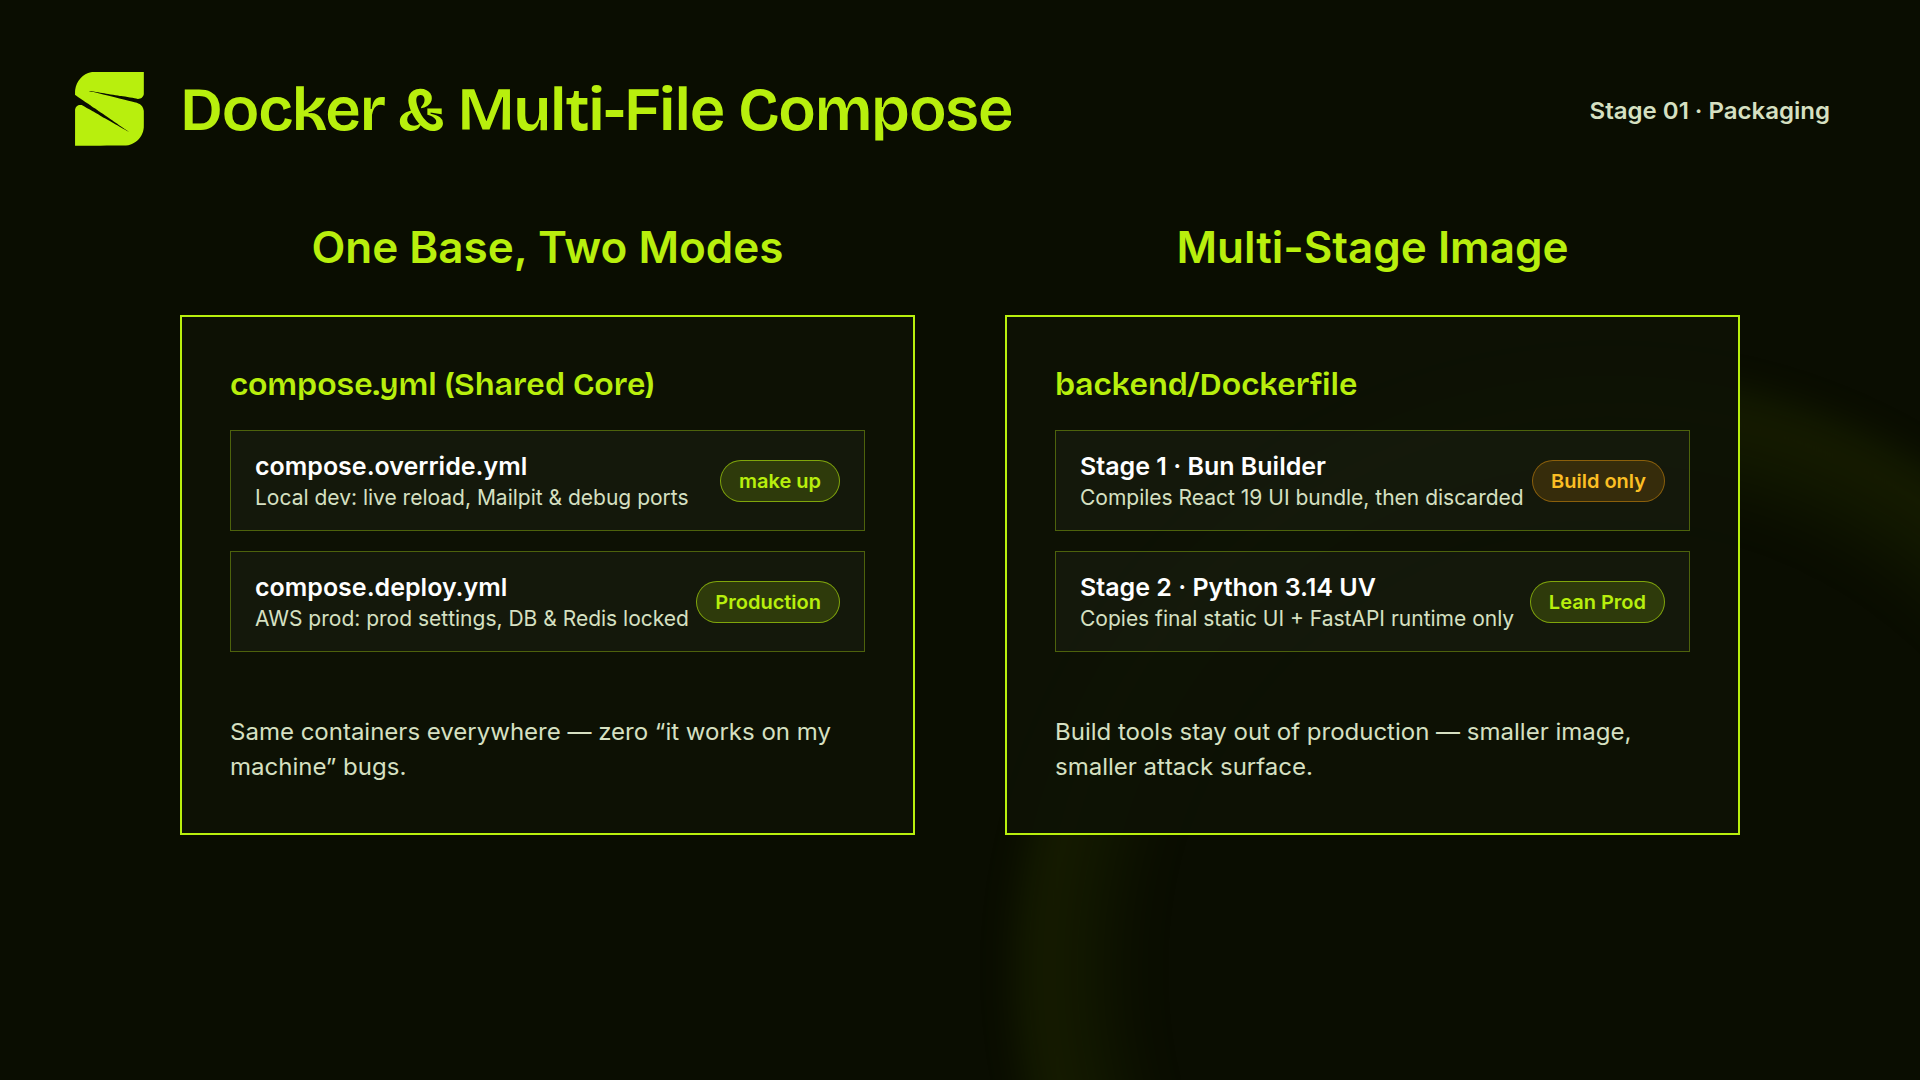 Docker & Multi-File Compose
Stage 01 · Packaging
One Base, Two Modes
compose.yml (Shared Core)
compose.override.yml
Local dev: live reload, Mailpit & debug ports
make up
compose.deploy.yml
AWS prod: prod settings, DB & Redis locked
Production
Same containers everywhere — zero “it works on my
machine” bugs.
Multi-Stage Image
backend/Dockerfile
Stage 1 · Bun Builder
Compiles React 19 UI bundle, then discarded
Build only
Stage 2 · Python 3.14 UV
Copies final static UI + FastAPI runtime only
Lean Prod
Build tools stay out of production — smaller image,
smaller attack surface.